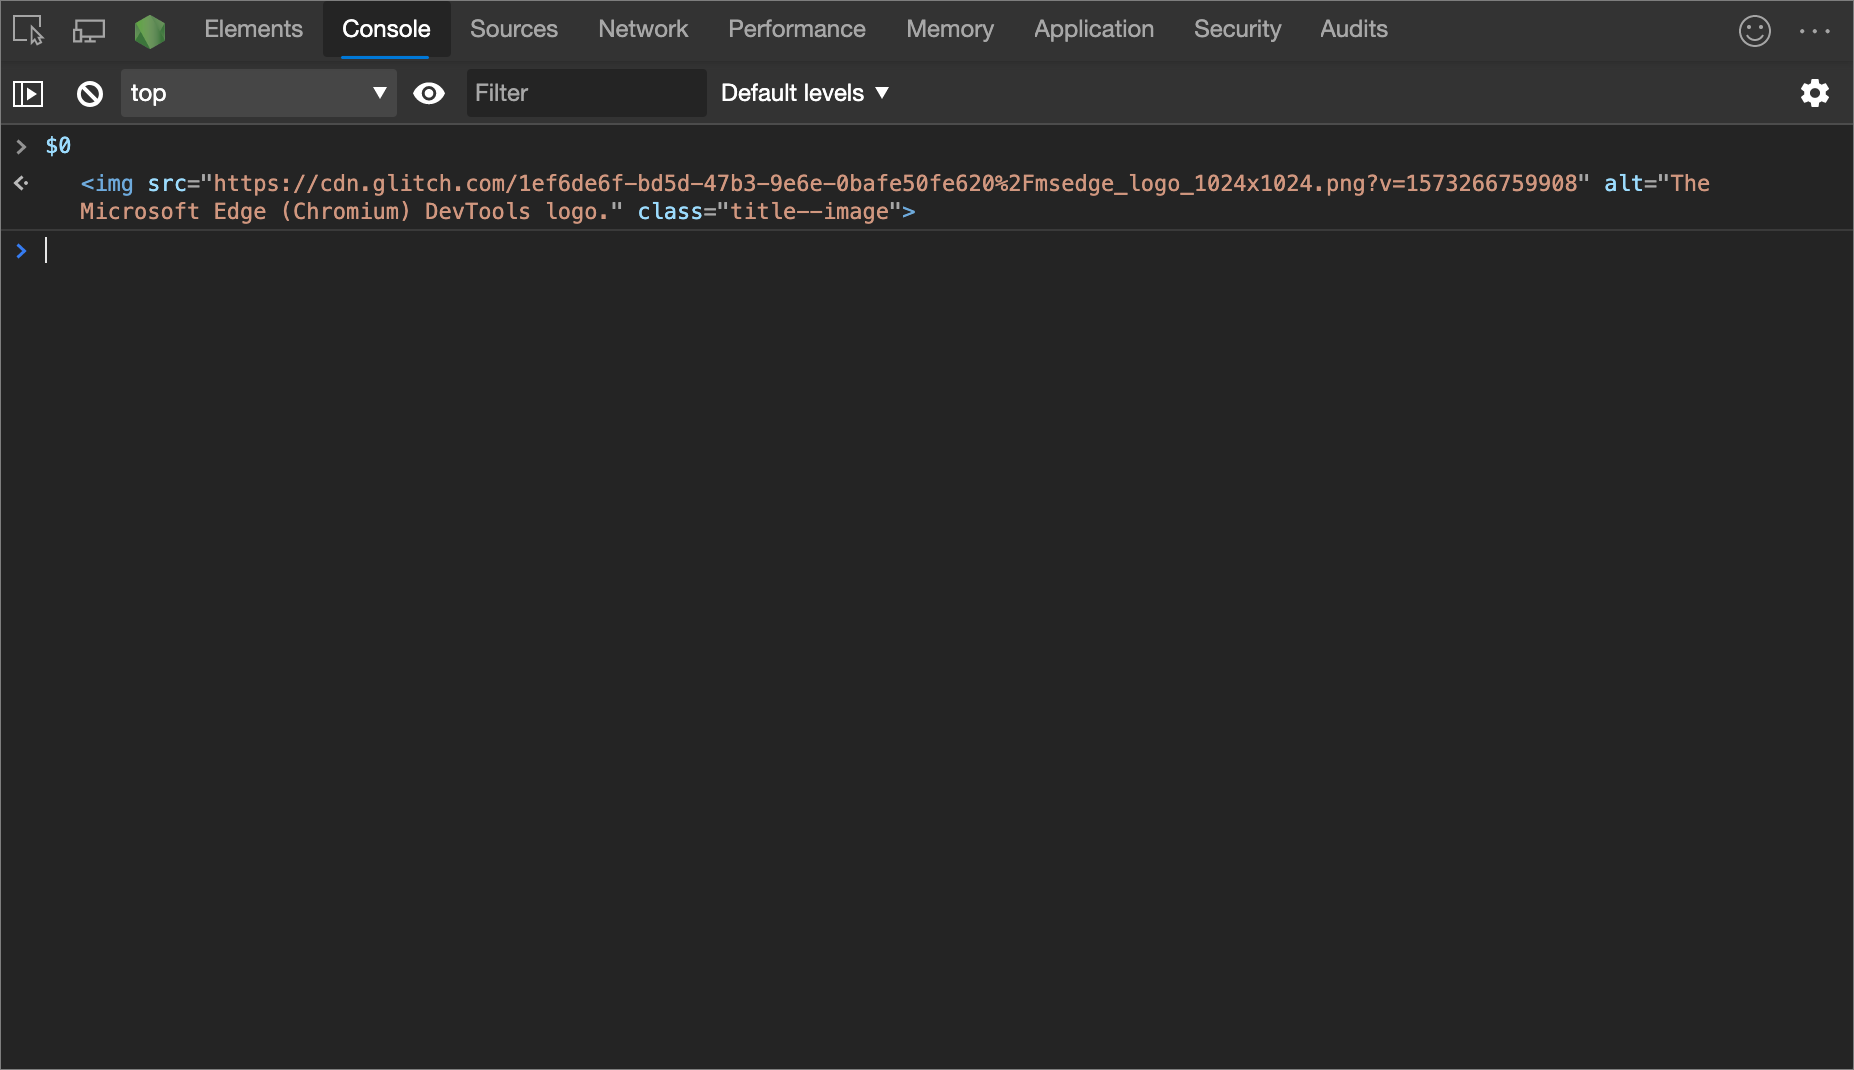 Elements Console Sources Network Performance Memory Application Security Audits
top Filter Default levels
$0
<img src="https://cdn.glitch.com/1ef6de6f-bd5d-47b3-9e6e-0bafe50fe620%2Fmsedge_logo_1024x1024.png?v=1573266759908" alt="The
Microsoft Edge (Chromium) DevTools logo." class="title--image">